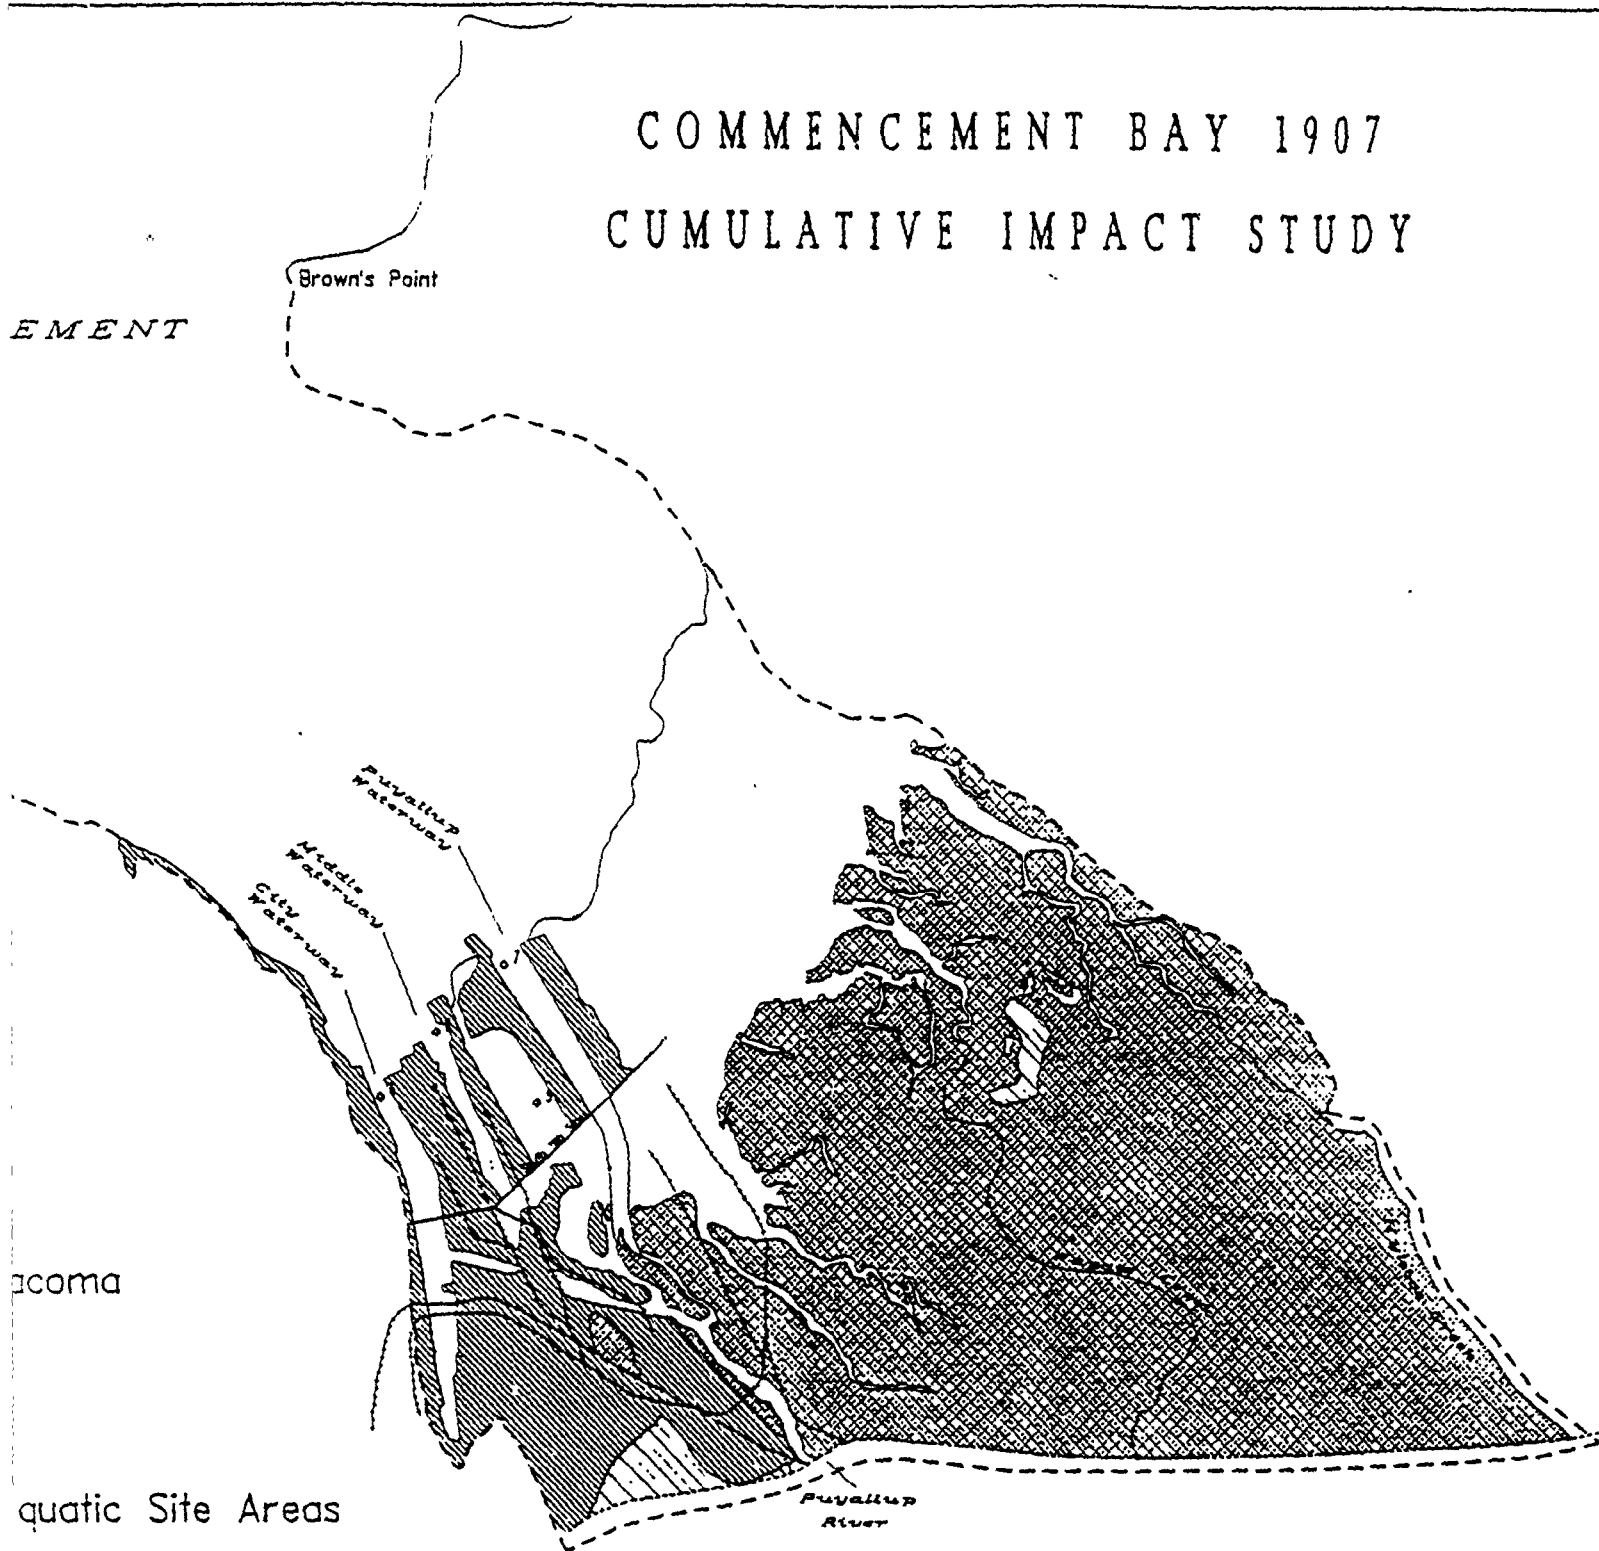 COMMENCEMENT BAY 1907
CUMULATIVE IMPACT STUDY
Brown's Point
EMENT
Puyallup
Waterway
Middle
Waterway
City
Waterway
1
acoma
quatic Site Areas
Puyallup
River